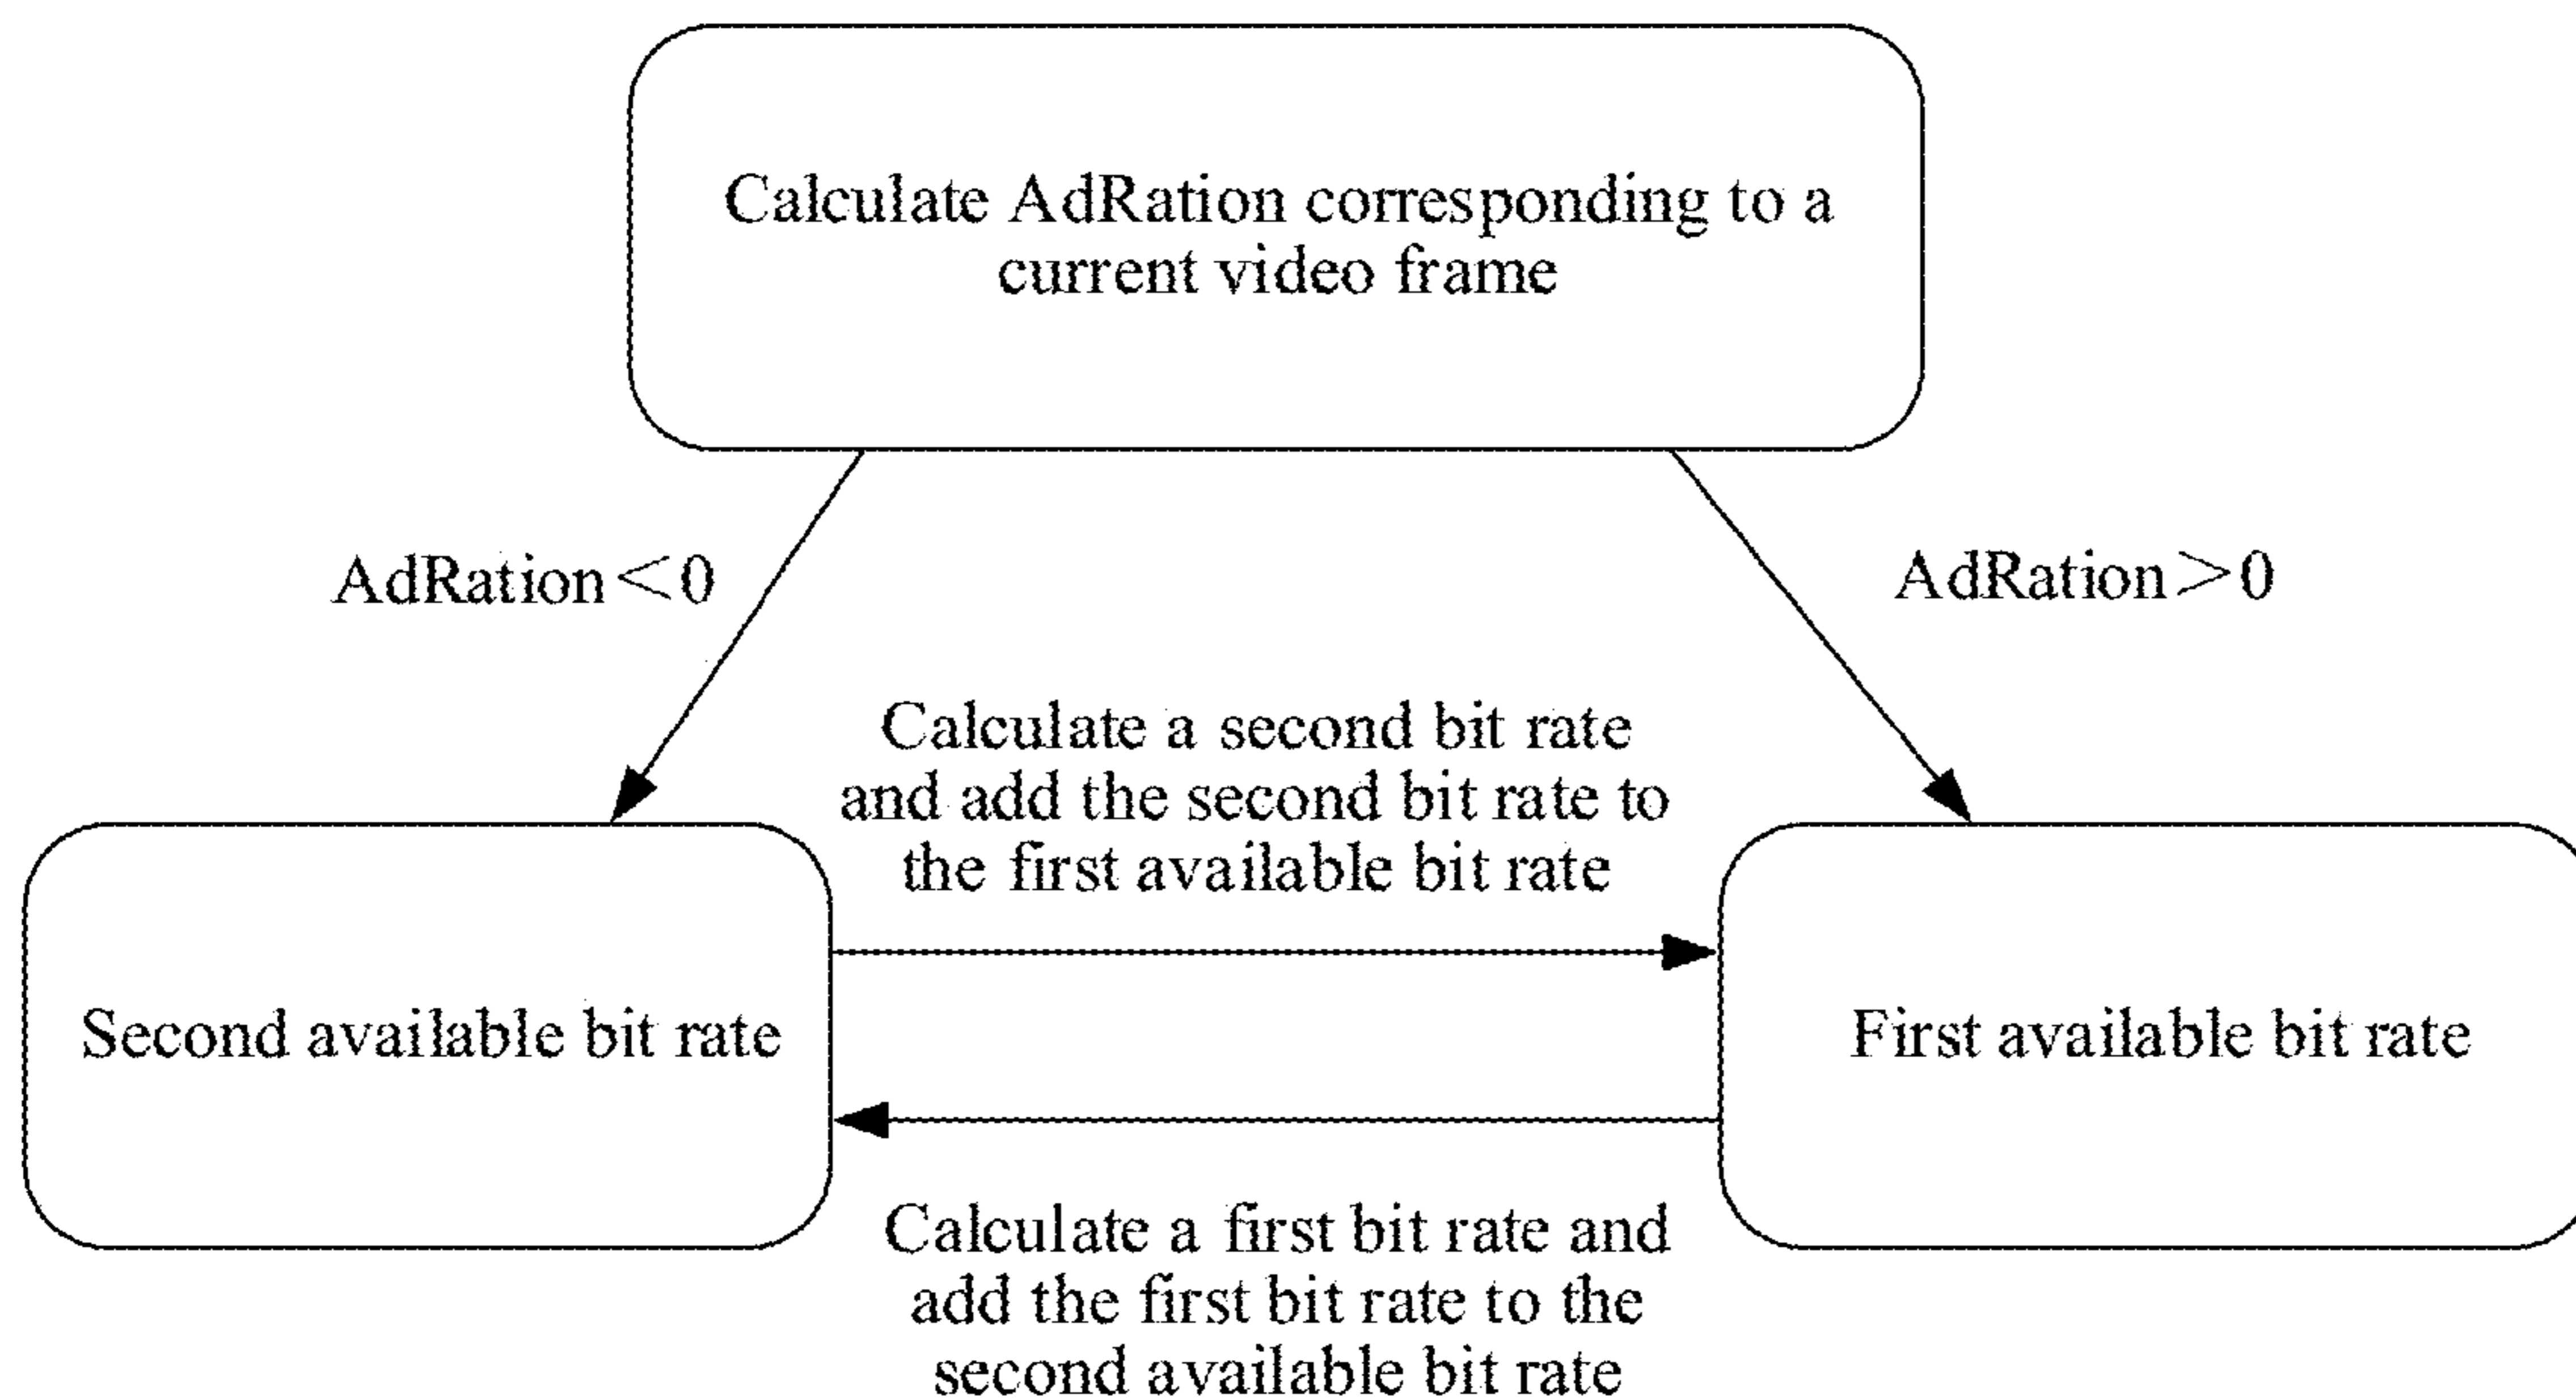 Calculate AdRation corresponding to a
current video frame
AdRation<0
AdRation>0
Calculate a second bit rate
and add the second bit rate to
the first available bit rate
Second available bit rate
First available bit rate
Calculate a first bit rate and
add the first bit rate to the
second available bit rate